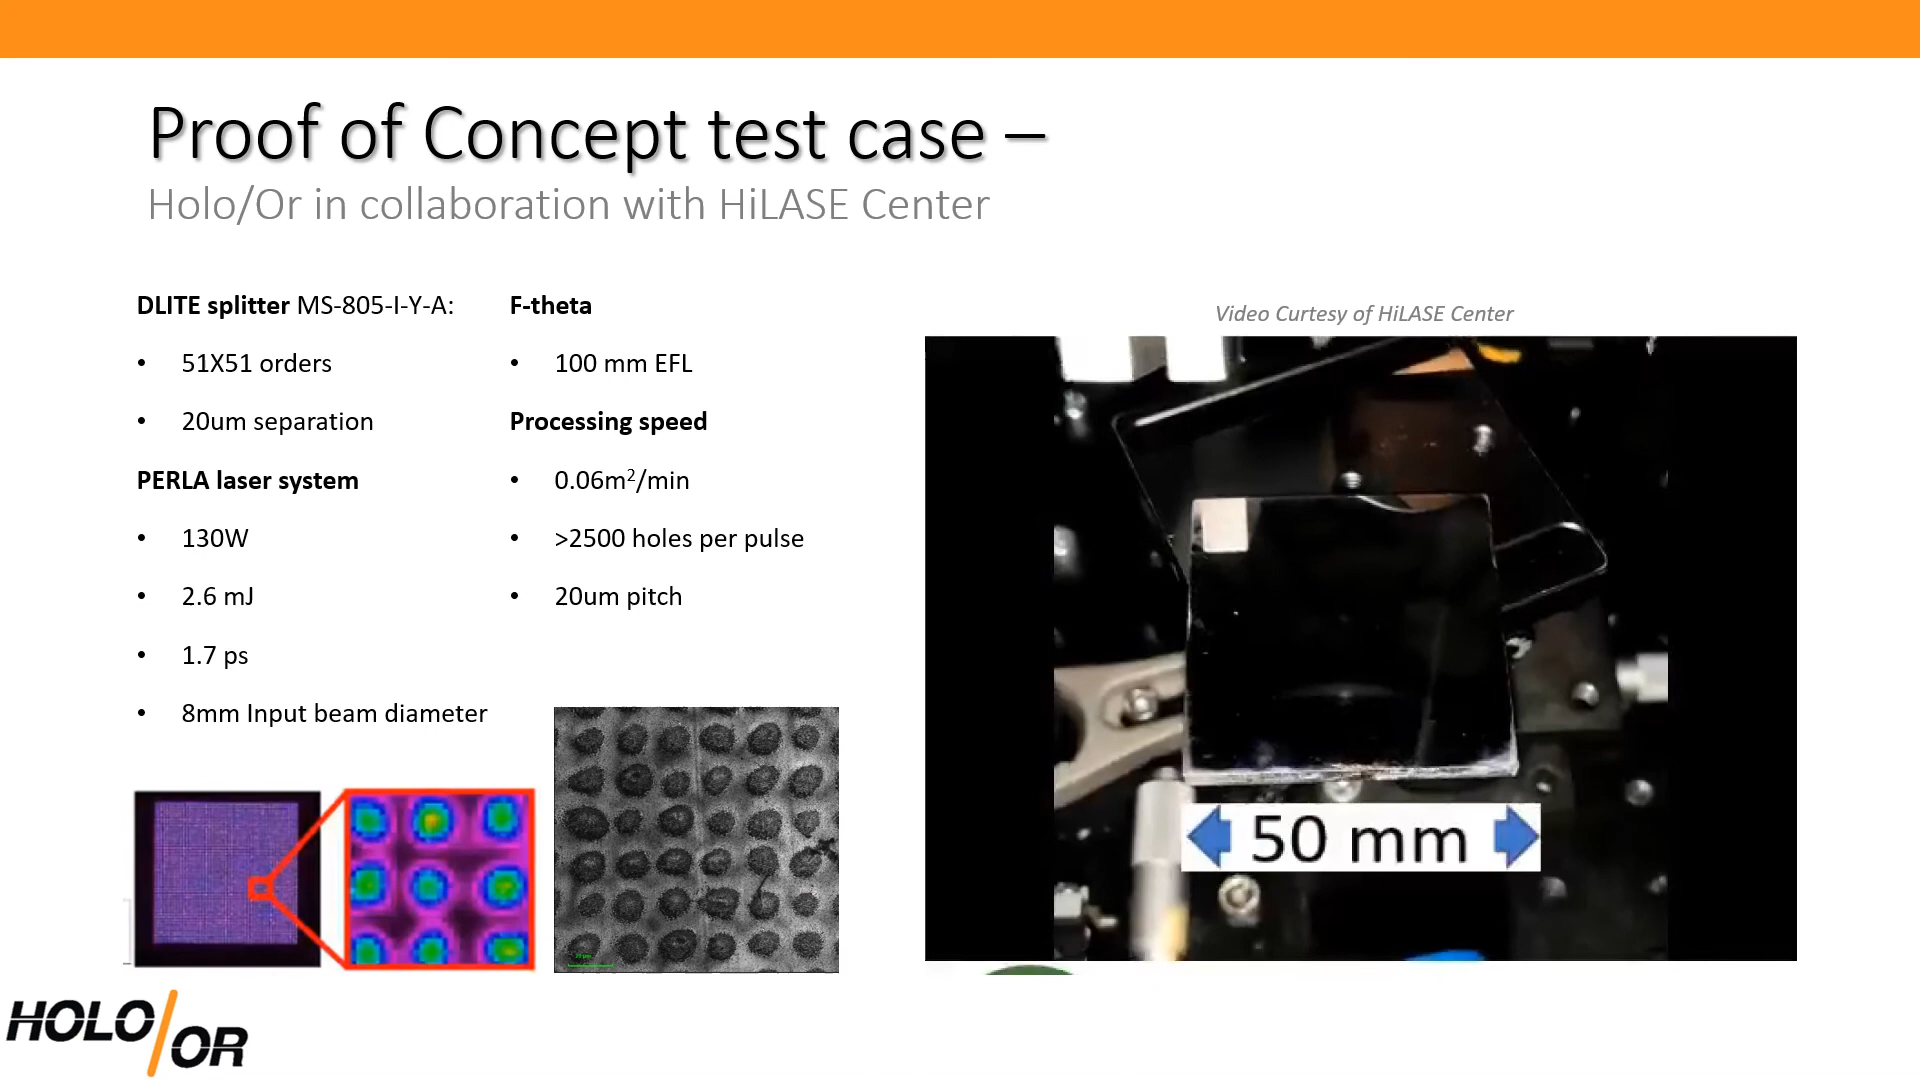 Proof of Concept test case –
Holo/Or in collaboration with HiLASE Center
DLITE splitter MS-805-I-Y-A:
• 51X51 orders
• 20um separation
PERLA laser system
• 130W
• 2.6 mJ
• 1.7 ps
• 8mm Input beam diameter
F-theta
• 100 mm EFL
Processing speed
• 0.06m²/min
• >2500 holes per pulse
• 20um pitch
Video Curtesy of HiLASE Center
50 mm
20 µm
HOLO/OR